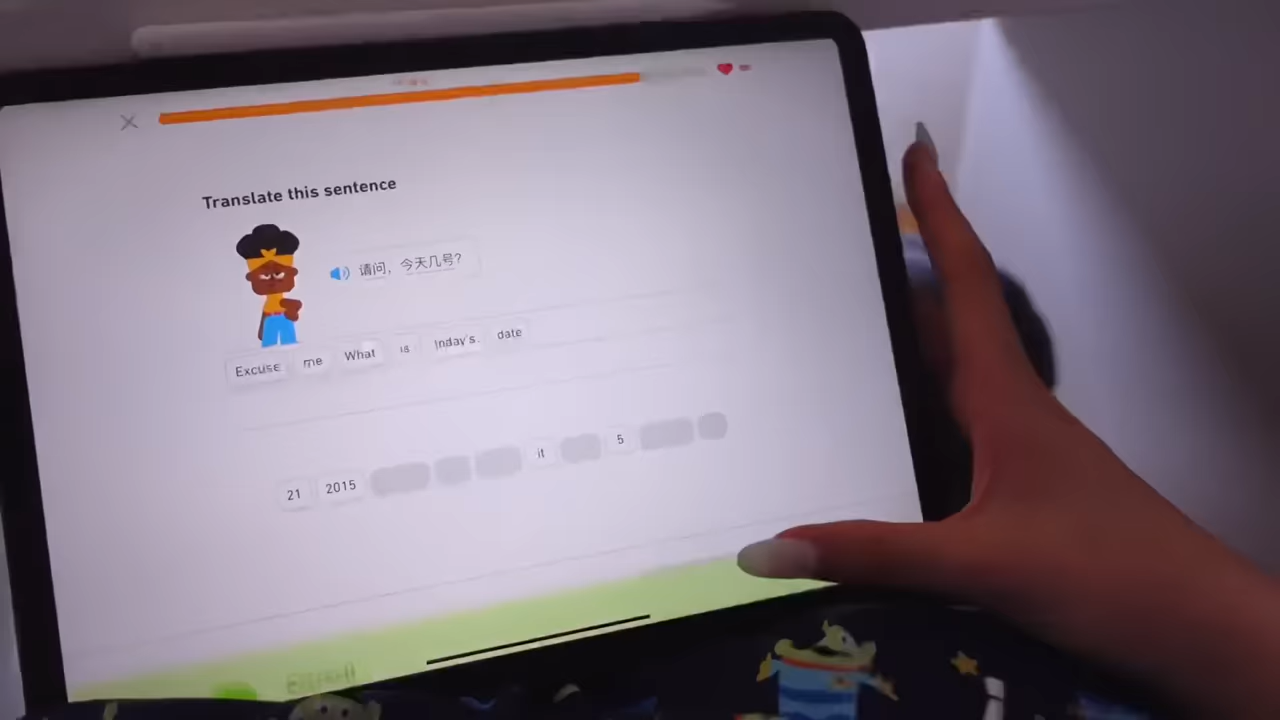 Translate this sentence
请问，今天几号？
Excuse me What is today's date
21 2015 it 5